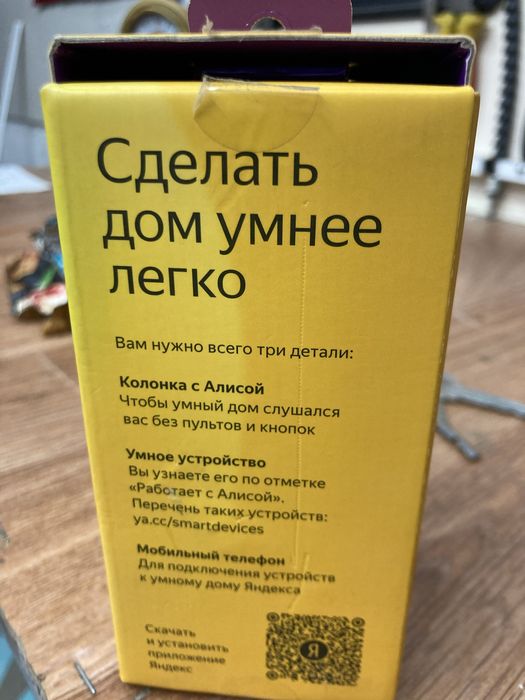 Сделать
дом умнее
легко
Вам нужно всего три детали:
Колонка с Алисой
Чтобы умный дом слушался
вас без пультов и кнопок
Умное устройство
Вы узнаете его по отметке
«Работает с Алисой».
Перечень таких устройств:
ya.cc/smartdevices
Мобильный телефон
Для подключения устройств
к умному дому Яндекса
Скачать
и установить
приложение
Яндекс
Я